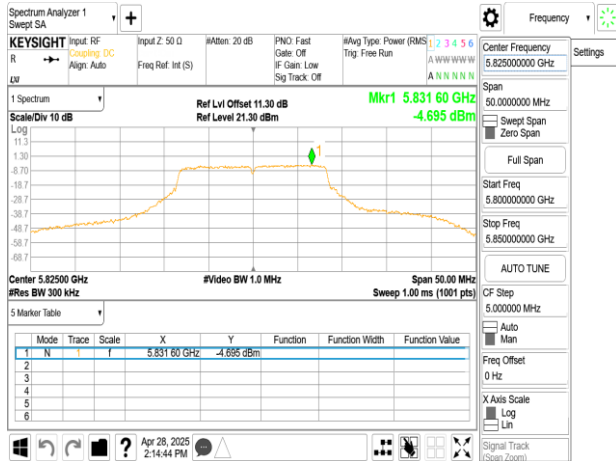 Spectrum Analyzer 1
Swept SA
+
KEYSIGHT
R
Input: RF
Coupling: DC
Align: Auto
Input Z: 50 Ω
Freq Ref: Int (S)
#Atten: 20 dB
PNO: Fast
Gate: Off
IF Gain: Low
Sig Track: Off
#Avg Type: Power (RMS
Trig: Free Run
1 2 3 4 5 6
A W W W W W
A N N N N N
1 Spectrum
Scale/Div 10 dB
Ref Lvl Offset 11.30 dB
Ref Level 21.30 dBm
Mkr1 5.831 60 GHz
-4.695 dBm
Log
11.3
1.30
-8.70
-18.7
-28.7
-38.7
-48.7
-58.7
-68.7
1
Center 5.82500 GHz
#Res BW 300 kHz
#Video BW 1.0 MHz
Span 50.00 MHz
Sweep 1.00 ms (1001 pts)
5 Marker Table
Mode Trace Scale X Y Function Function Width Function Value
1 N 1 f 5.831 60 GHz -4.695 dBm
2
3
4
5
6
?
Apr 28, 2025
2:14:44 PM
Frequency
Settings
Center Frequency
5.825000000 GHz
Span
50.0000000 MHz
Swept Span
Zero Span
Full Span
Start Freq
5.800000000 GHz
Stop Freq
5.850000000 GHz
AUTO TUNE
CF Step
5.000000 MHz
Auto
Man
Freq Offset
0 Hz
X Axis Scale
Log
Lin
Signal Track
(Span Zoom)